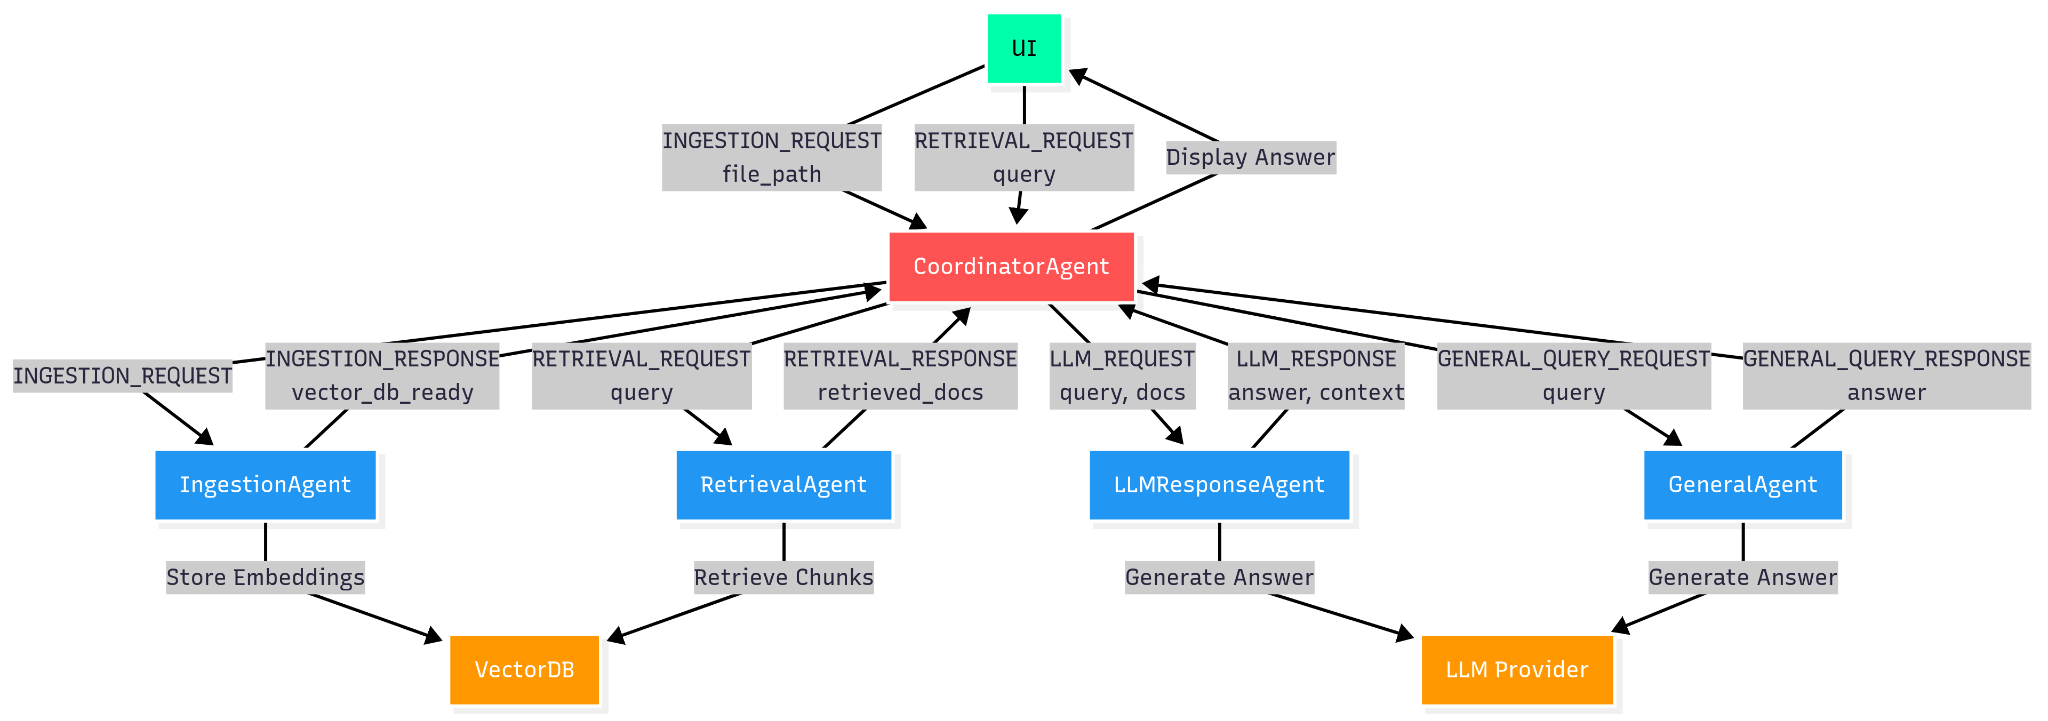 UI
INGESTION_REQUEST
file_path
RETRIEVAL_REQUEST
query
Display Answer
CoordinatorAgent
INGESTION_REQUEST
INGESTION_RESPONSE
vector_db_ready
RETRIEVAL_REQUEST
query
RETRIEVAL_RESPONSE
retrieved_docs
LLM_REQUEST
query, docs
LLM_RESPONSE
answer, context
GENERAL_QUERY_REQUEST
query
GENERAL_QUERY_RESPONSE
answer
IngestionAgent
RetrievalAgent
LLMResponseAgent
GeneralAgent
Store Embeddings
Retrieve Chunks
Generate Answer
Generate Answer
VectorDB
LLM Provider